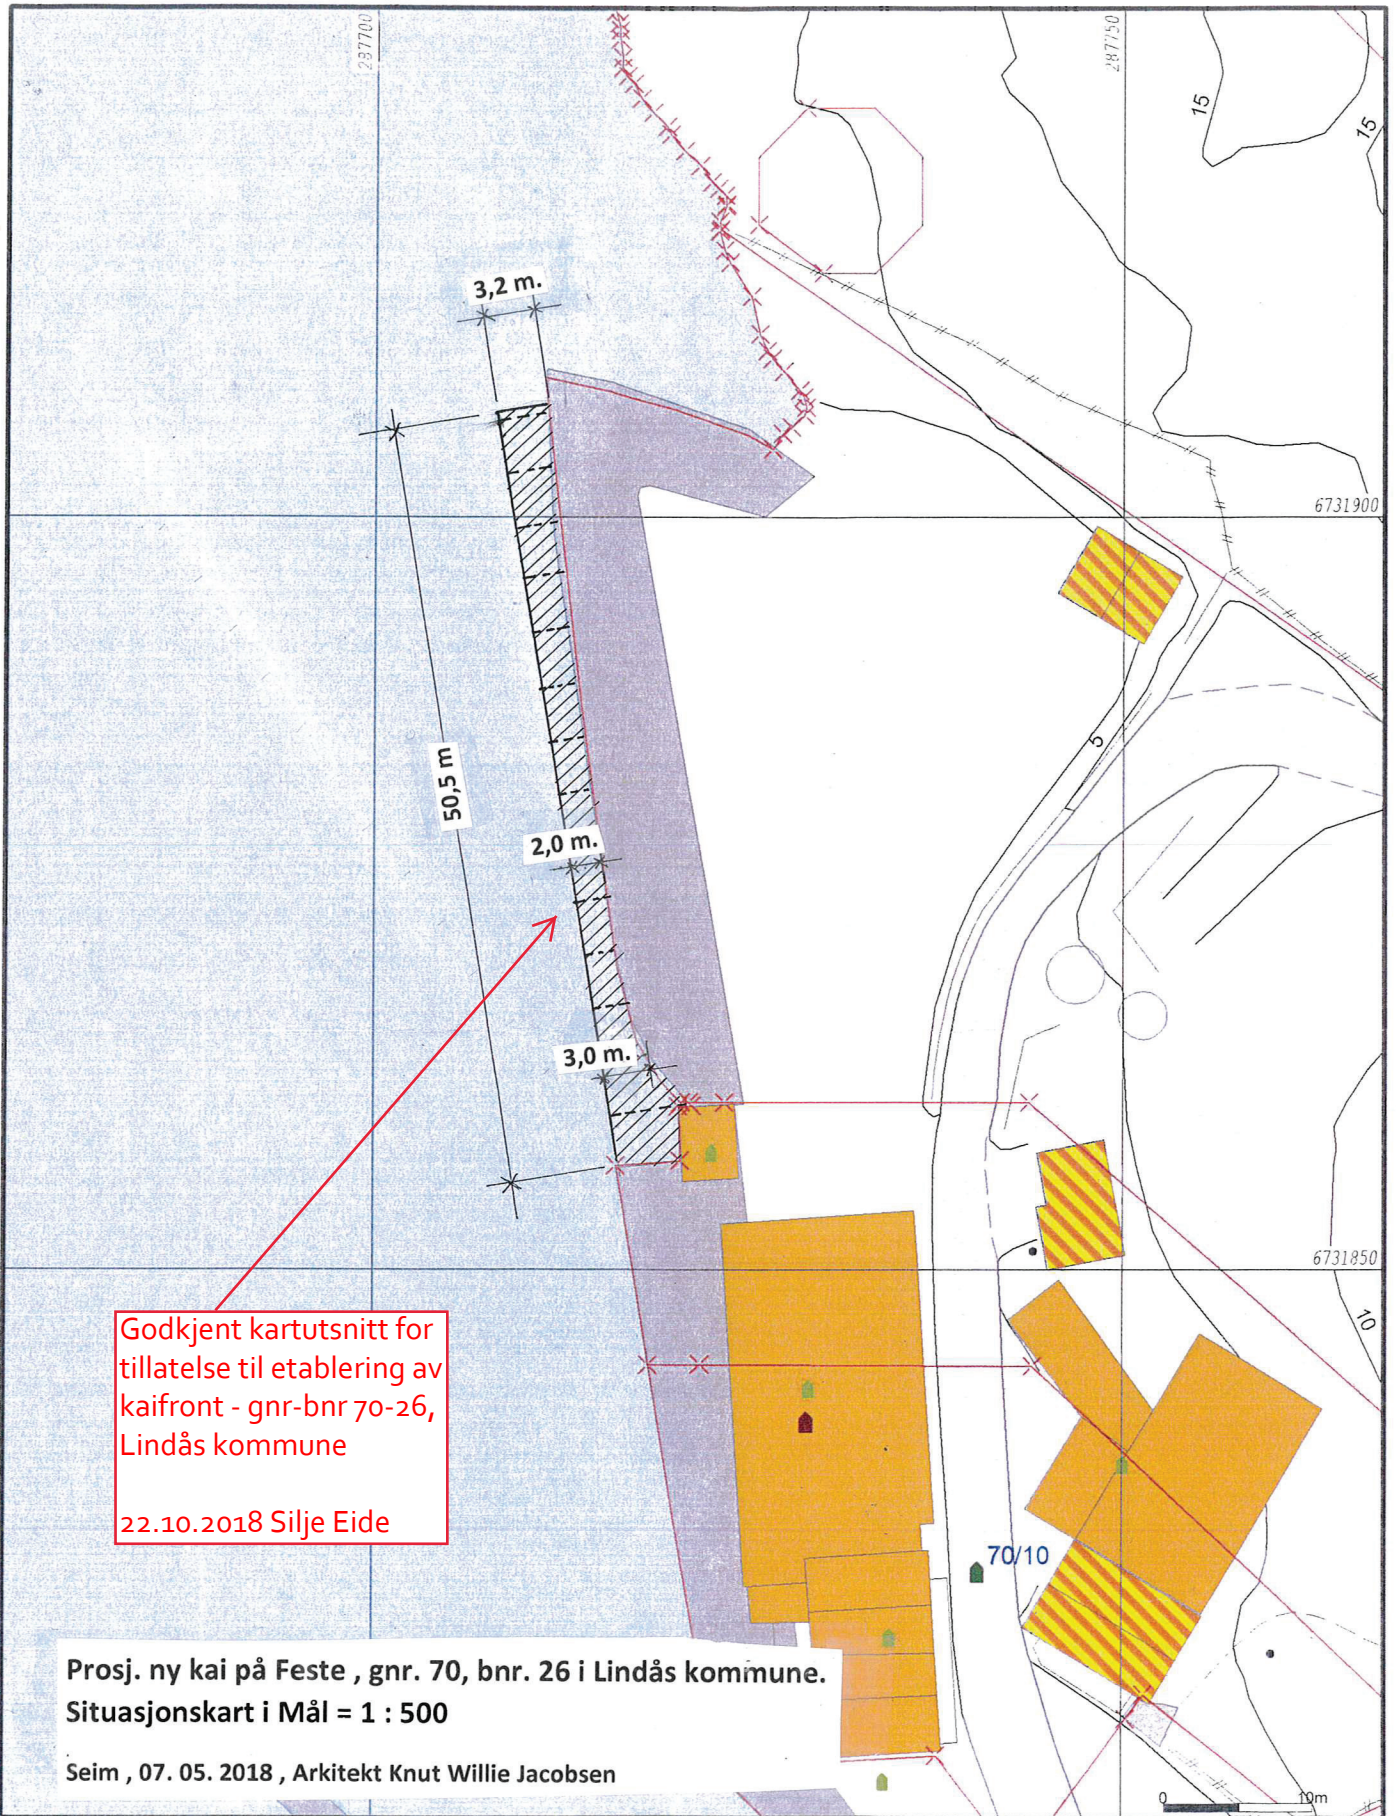 287700
287750
15
15
3,2 m.
6731900
5
50,5 m
2,0 m.
3,0 m.
6731850
10
Godkjent kartutsnitt for
tillatelse til etablering av
kaifront - gnr-bnr 70-26,
Lindås kommune
22.10.2018 Silje Eide
70/10
Prosj. ny kai på Feste , gnr. 70, bnr. 26 i Lindås kommune.
Situasjonskart i Mål = 1 : 500
Seim , 07. 05. 2018 , Arkitekt Knut Willie Jacobsen
0 10m